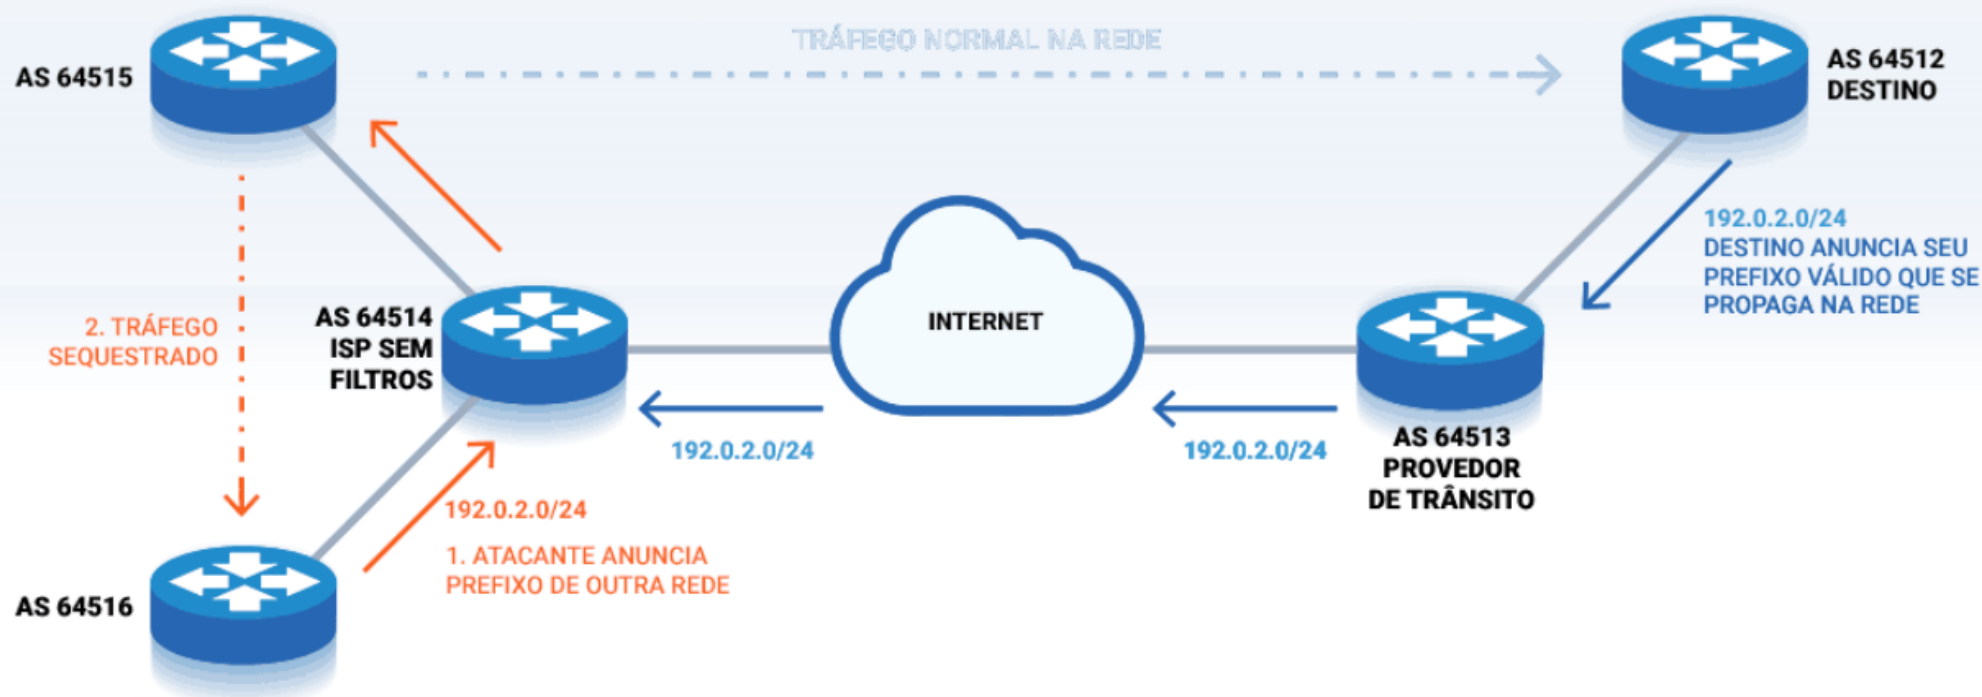 TRÁFEGO NORMAL NA REDE
AS 64515
AS 64512
DESTINO
192.0.2.0/24
DESTINO ANUNCIA SEU
PREFIXO VÁLIDO QUE SE
PROPAGA NA REDE
2. TRÁFEGO
SEQUESTRADO
AS 64514
ISP SEM
FILTROS
INTERNET
192.0.2.0/24
192.0.2.0/24
AS 64513
PROVEDOR
DE TRÂNSITO
192.0.2.0/24
1. ATACANTE ANUNCIA
PREFIXO DE OUTRA REDE
AS 64516